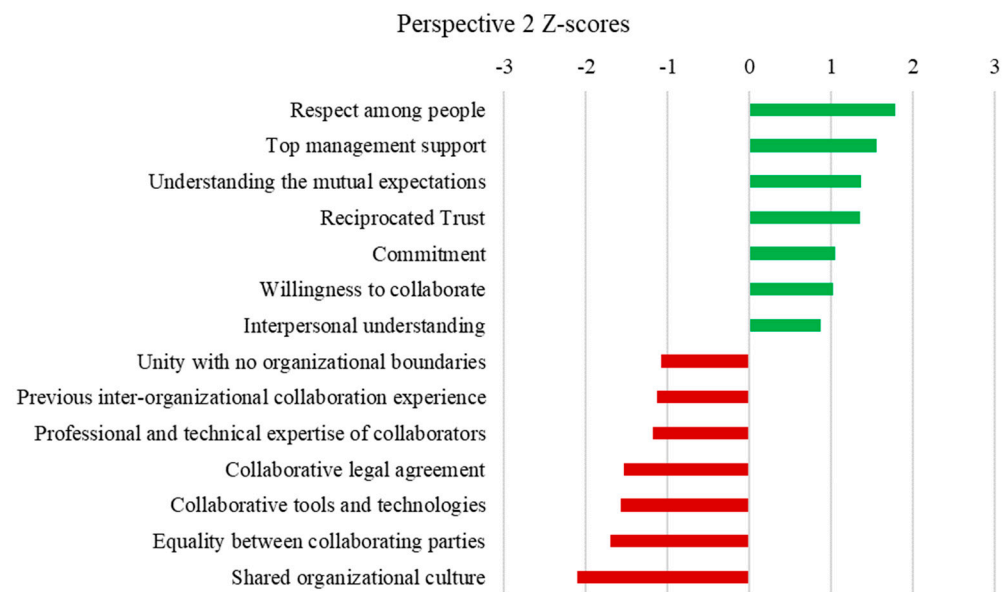 Perspective 2 Z-scores
-3 -2 -1 0 1 2 3
Respect among people
Top management support
Understanding the mutual expectations
Reciprocated Trust
Commitment
Willingness to collaborate
Interpersonal understanding
Unity with no organizational boundaries
Previous inter-organizational collaboration experience
Professional and technical expertise of collaborators
Collaborative legal agreement
Collaborative tools and technologies
Equality between collaborating parties
Shared organizational culture